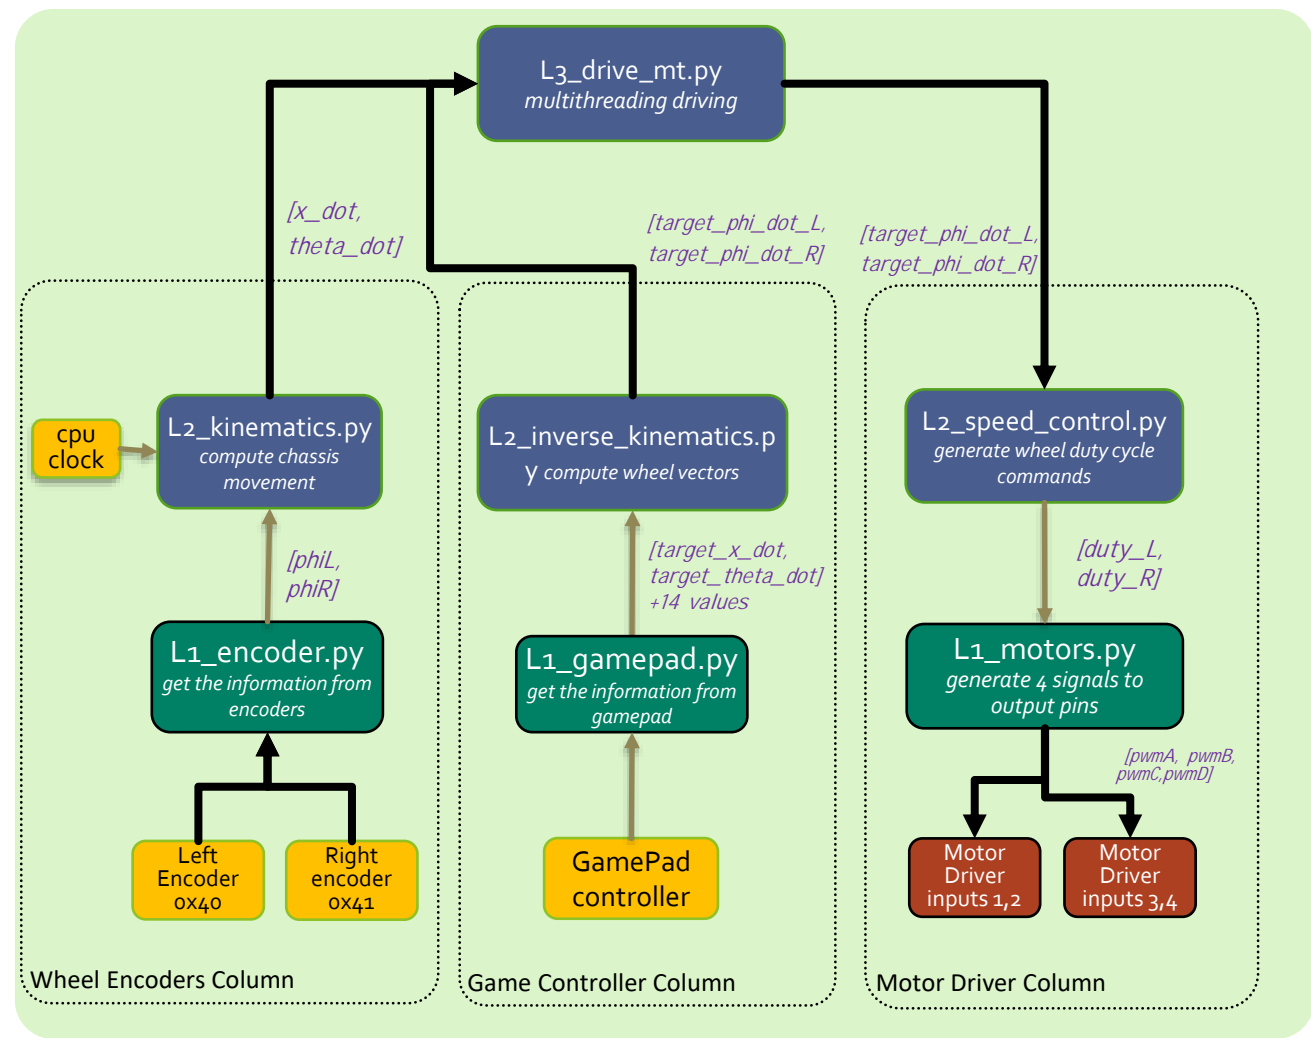 L3_drive_mt.py
multithreading driving
[x_dot,
theta_dot]
[target_phi_dot_L,
target_phi_dot_R]
[target_phi_dot_L,
target_phi_dot_R]
cpu
clock
L2_kinematics.py
compute chassis
movement
L2_inverse_kinematics.p
y compute wheel vectors
L2_speed_control.py
generate wheel duty cycle
commands
[phiL,
phiR]
[target_x_dot,
target_theta_dot]
+14 values
[duty_L,
duty_R]
L1_encoder.py
get the information from
encoders
L1_gamepad.py
get the information from
gamepad
L1_motors.py
generate 4 signals to
output pins
[pwmA, pwmB,
pwmC,pwmD]
Left
Encoder
0x40
Right
encoder
0x41
GamePad
controller
Motor
Driver
inputs 1,2
Motor
Driver
inputs 3,4
Wheel Encoders Column
Game Controller Column
Motor Driver Column